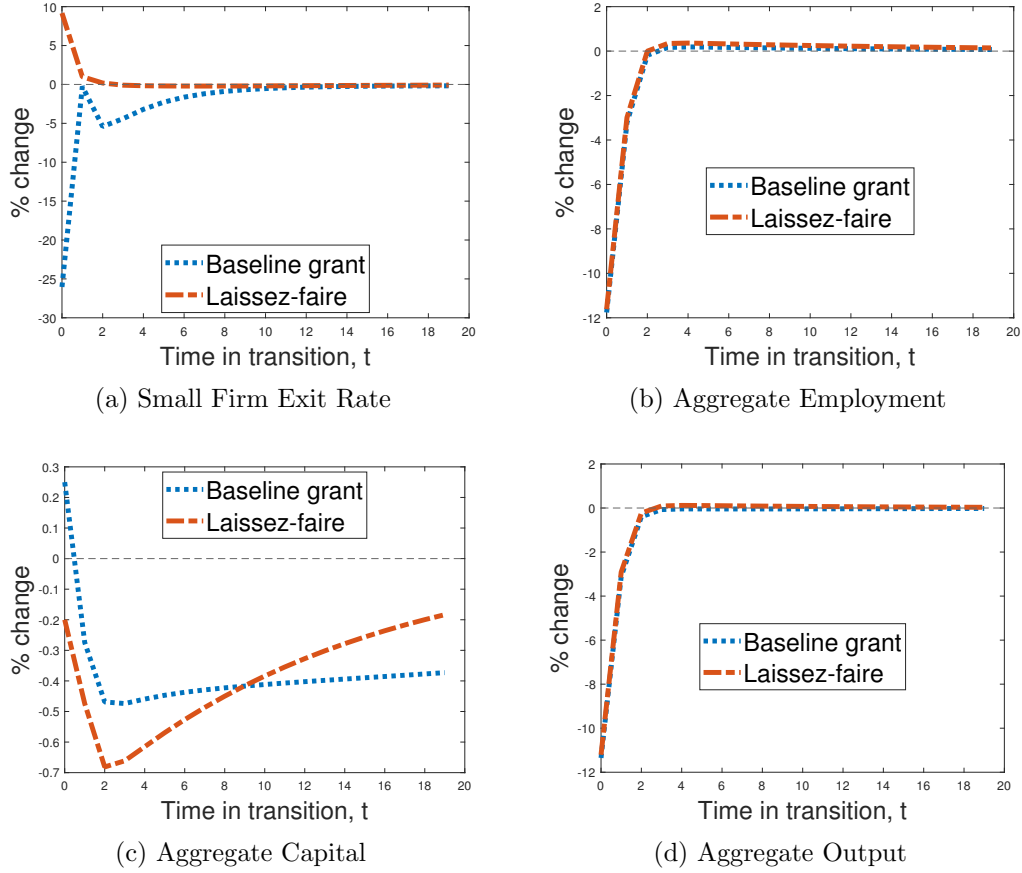 10
5
0
-5
-10
-15
-20
-25
-30
% change
Baseline grant
Laissez-faire
0 2 4 6 8 10 12 14 16 18 20
Time in transition, t
(a) Small Firm Exit Rate
2
0
-2
-4
-6
-8
-10
-12
% change
Baseline grant
Laissez-faire
0 2 4 6 8 10 12 14 16 18 20
Time in transition, t
(b) Aggregate Employment
0.3
0.2
0.1
0
-0.1
-0.2
-0.3
-0.4
-0.5
-0.6
-0.7
% change
Baseline grant
Laissez-faire
0 2 4 6 8 10 12 14 16 18 20
Time in transition, t
(c) Aggregate Capital
2
0
-2
-4
-6
-8
-10
-12
% change
Baseline grant
Laissez-faire
0 2 4 6 8 10 12 14 16 18 20
Time in transition, t
(d) Aggregate Output